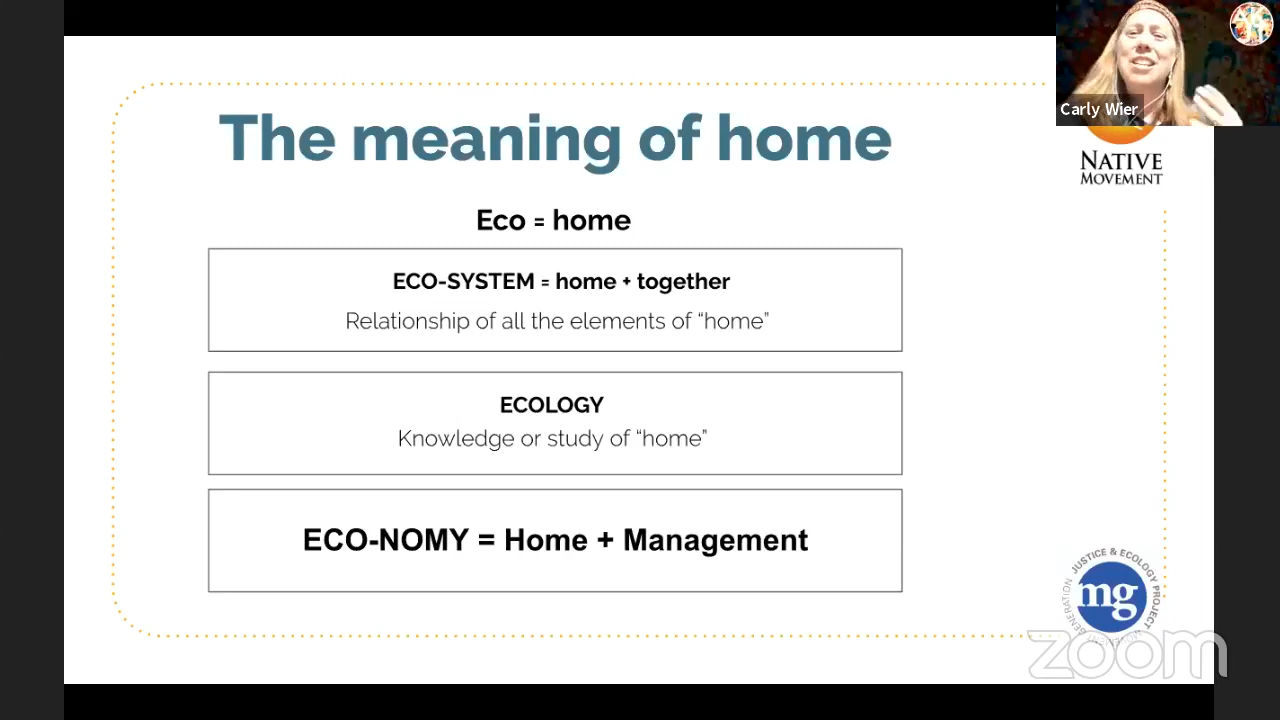 The meaning of home
Eco = home
ECO-SYSTEM = home + together
Relationship of all the elements of “home”
ECOLOGY
Knowledge or study of “home”
ECO-NOMY = Home + Management
Carly Wier
NATIVE
MOVEMENT
JUSTICE & ECOLOGY PROJECT
mg
zoom